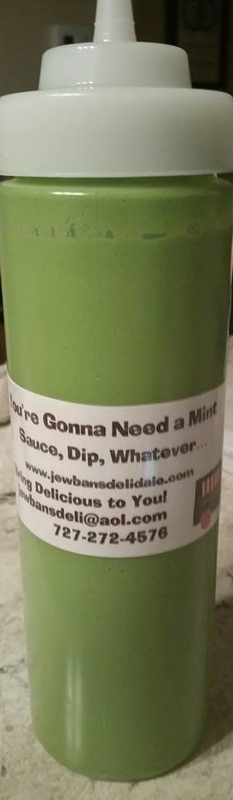 You're Gonna Need a Mint
Sauce, Dip, Whatever...
www.jewbansdelidale.com
Delicious to You!
jewbansdeli@aol.com
727-272-4576